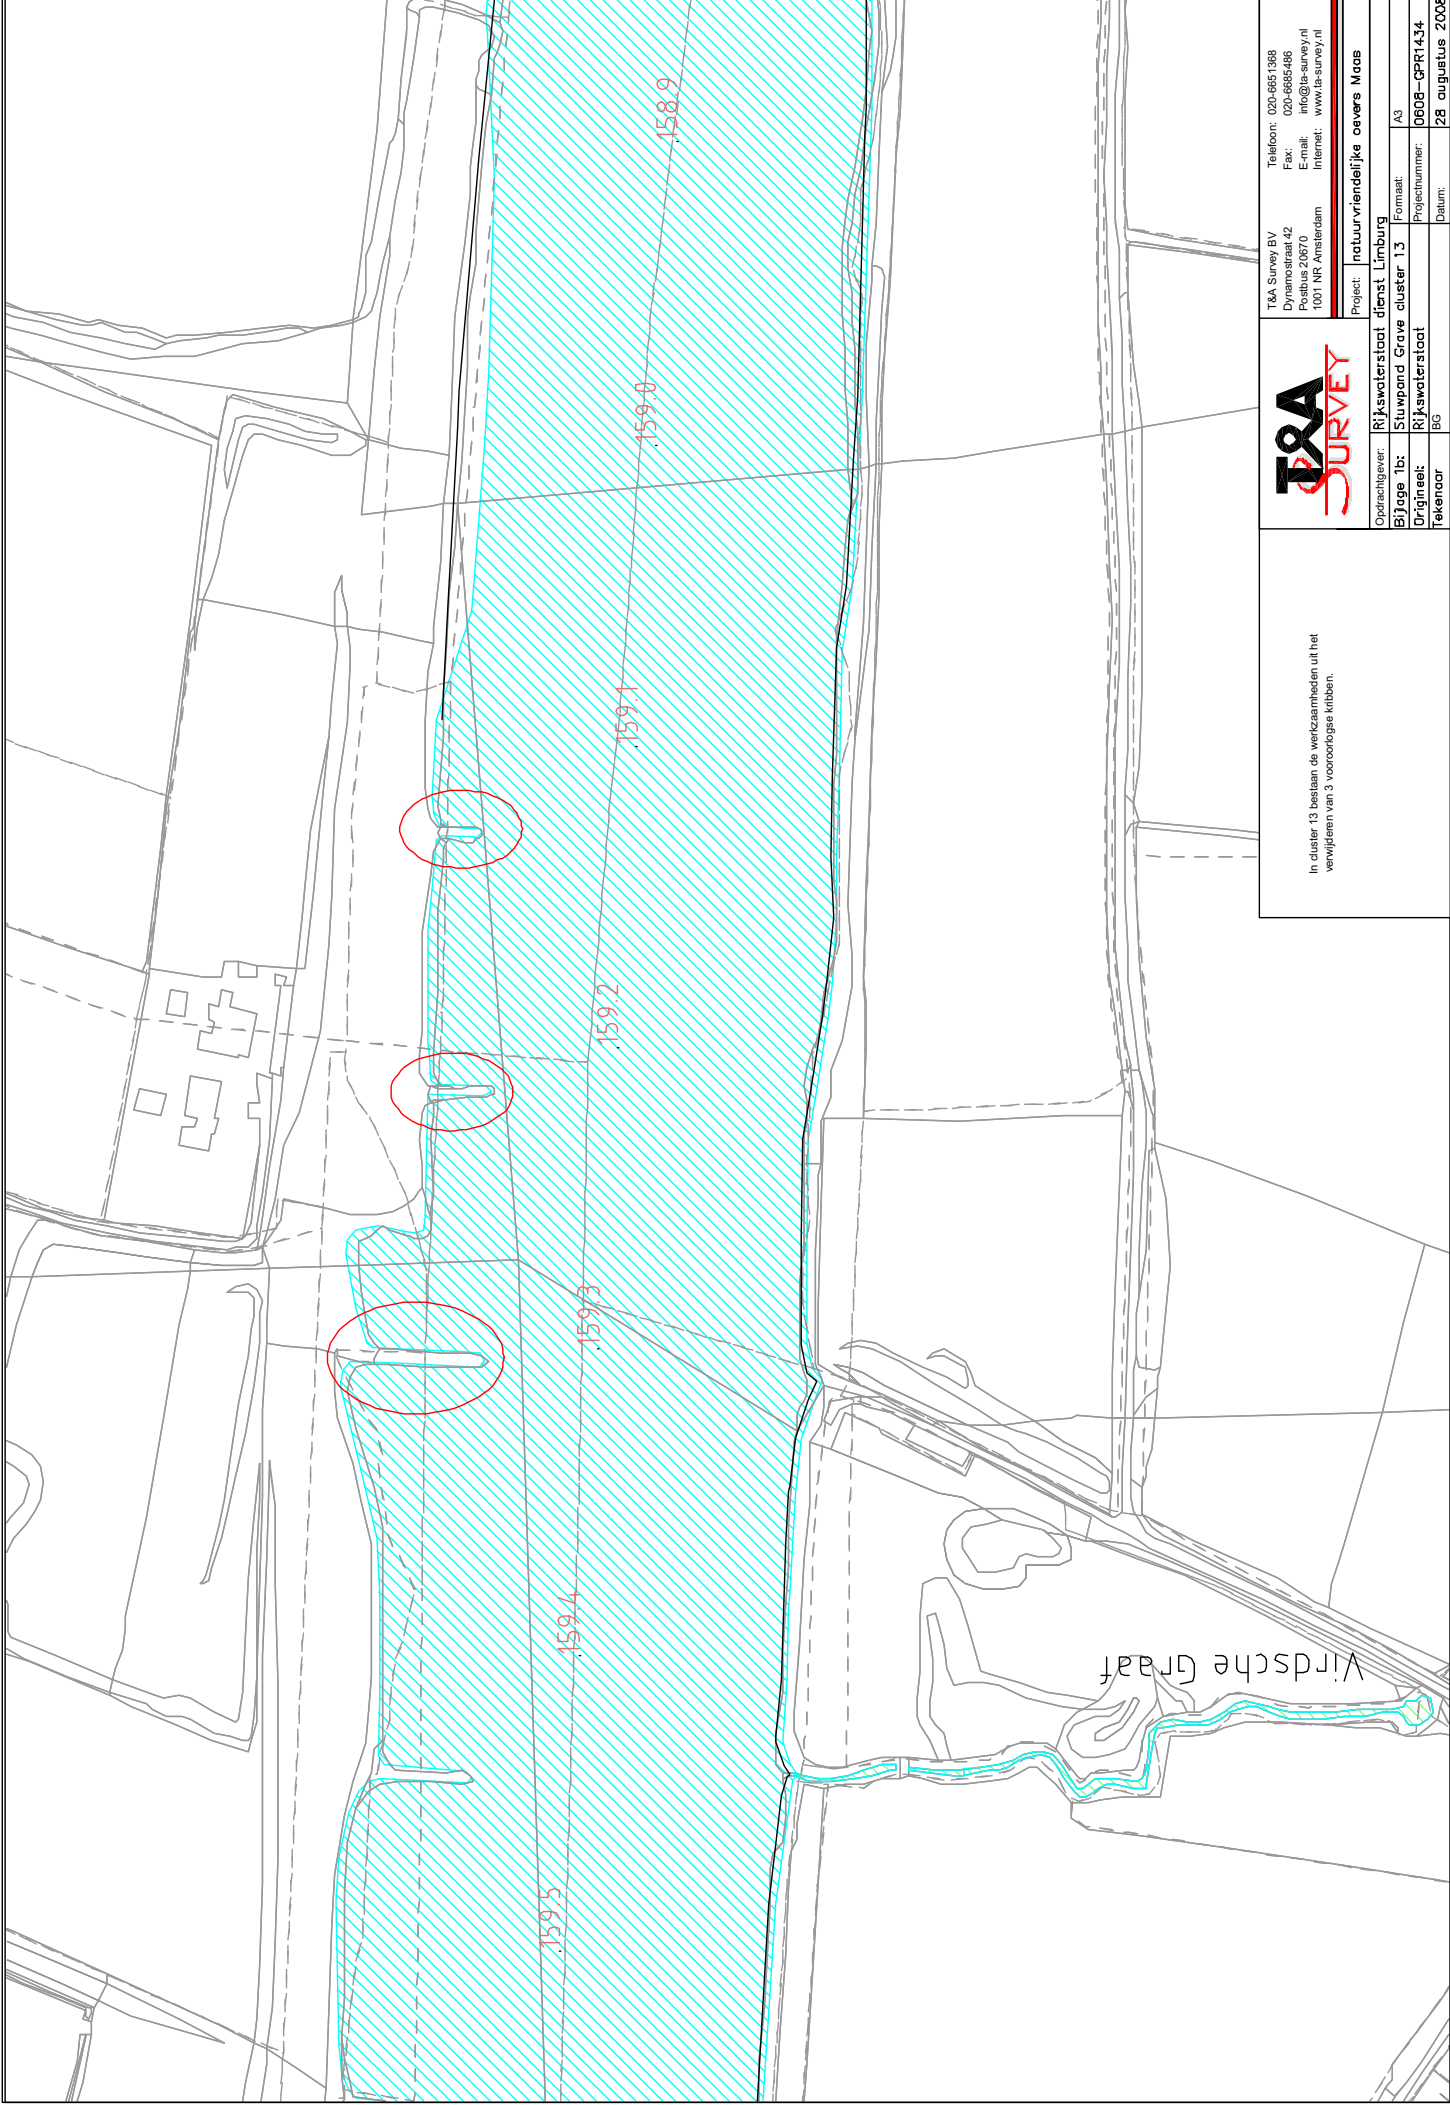 158.9
159.0
159.1
159.2
159.3
159.4
159.5
Virdsche Graaf
In cluster 13 bestaan de werkzaamheden uit het
verwijderen van 3 vooroorlogse kribben.
T&A
SURVEY
T&A Survey BV
Dynamostraat 42
Postbus 20670
1001 NR Amsterdam
Telefoon: 020-6651368
Fax: 020-6685486
E-mail: info@ta-survey.nl
Internet: www.ta-survey.nl
Project: natuurvriendelijke oevers Maas
Opdrachtgever: Rijkswaterstaat dienst Limburg
Bijlage 1b: Stuwpand Grave cluster 13 Formaat: A3
Origineel: Rijkswaterstaat Projectnummer: 0608-GPR1434
Tekenaar BG Datum: 28 augustus 2008